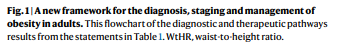 Fig. 1 | A new framework for the diagnosis, staging and management of
obesity in adults. This flowchart of the diagnostic and therapeutic pathways
results from the statements in Table 1. WtHR, waist-to-height ratio.